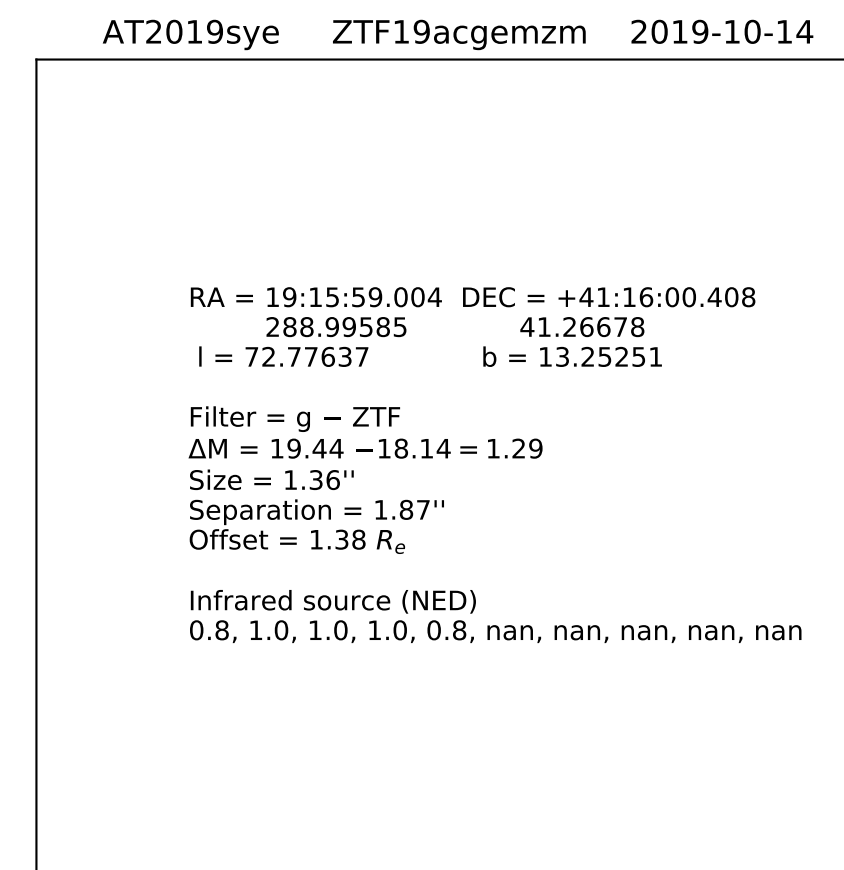 AT2019sye ZTF19acgemzm 2019-10-14
RA = 19:15:59.004 DEC = +41:16:00.408
288.99585 41.26678
l = 72.77637 b = 13.25251
Filter = g − ZTF
ΔM = 19.44 −18.14 = 1.29
Size = 1.36''
Separation = 1.87''
Offset = 1.38 Rₑ
Infrared source (NED)
0.8, 1.0, 1.0, 1.0, 0.8, nan, nan, nan, nan, nan